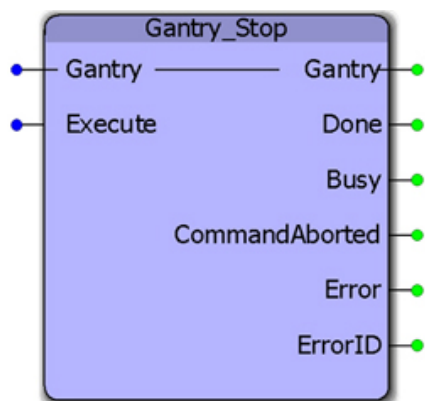 Gantry_Stop
Gantry Gantry
Execute Done
Busy
CommandAborted
Error
ErrorID